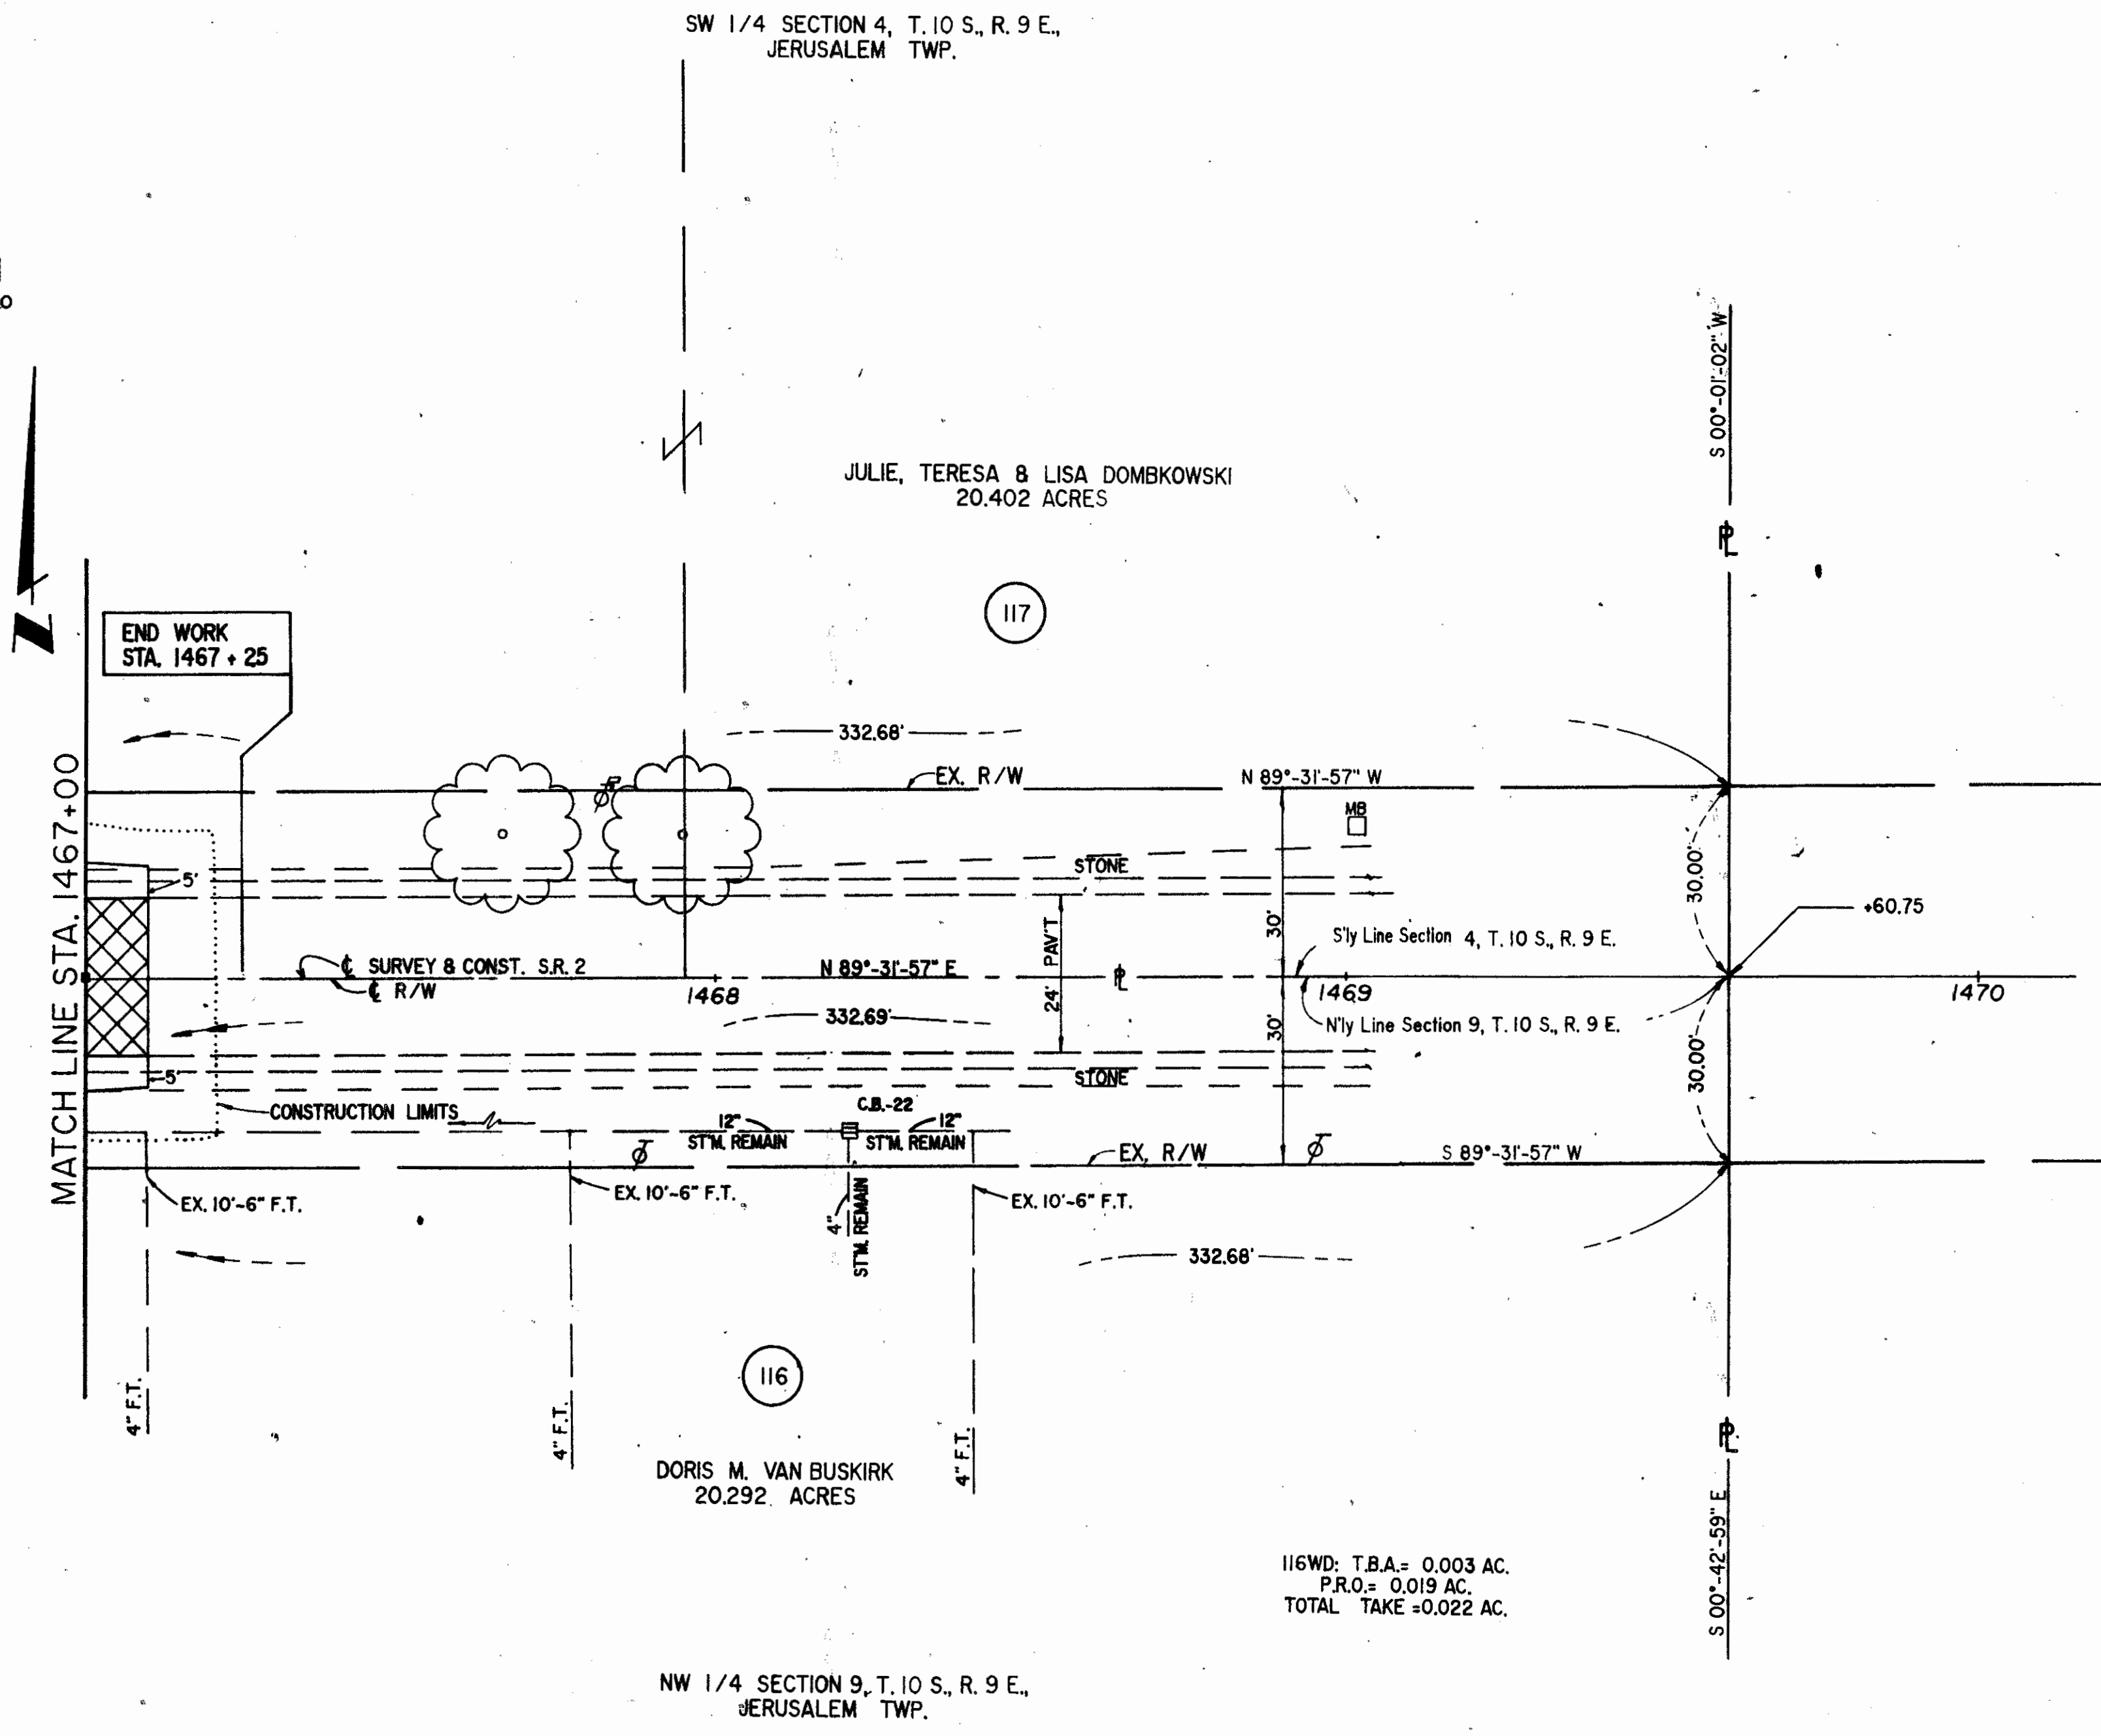 SW 1/4 SECTION 4, T. 10 S., R. 9 E.,
JERUSALEM TWP.
S 00°-01'-02" W
JULIE, TERESA & LISA DOMBKOWSKI
20.402 ACRES
PL
117
Z
END WORK
STA. 1467 + 25
MATCH LINE STA. 1467+00
332.68'
EX. R/W
N 89°-31'-57" W
MB
STONE
5'
30.00'
+60.75
30'
24' PAV'T
S'ly Line Section 4, T. 10 S., R. 9 E.
℄ SURVEY & CONST. S.R. 2
℄ R/W
N 89°-31'-57" E
PL
1468
1469
1470
332.69'
N'ly Line Section 9, T. 10 S., R. 9 E.
30'
30.00'
5'
STONE
CONSTRUCTION LIMITS
C.B.-22
12"
ST'M. REMAIN
12"
ST'M. REMAIN
EX. R/W
S 89°-31'-57" W
EX. 10'-6" F.T.
EX. 10'-6" F.T.
EX. 10'-6" F.T.
4"
ST'M. REMAIN
332.68'
116
4" F.T.
4" F.T.
4" F.T.
PL
DORIS M. VAN BUSKIRK
20.292 ACRES
S 00°-42'-59" E
116WD: T.B.A.= 0.003 AC.
P.R.O.= 0.019 AC.
TOTAL TAKE =0.022 AC.
NW 1/4 SECTION 9, T. 10 S., R. 9 E.,
JERUSALEM TWP.